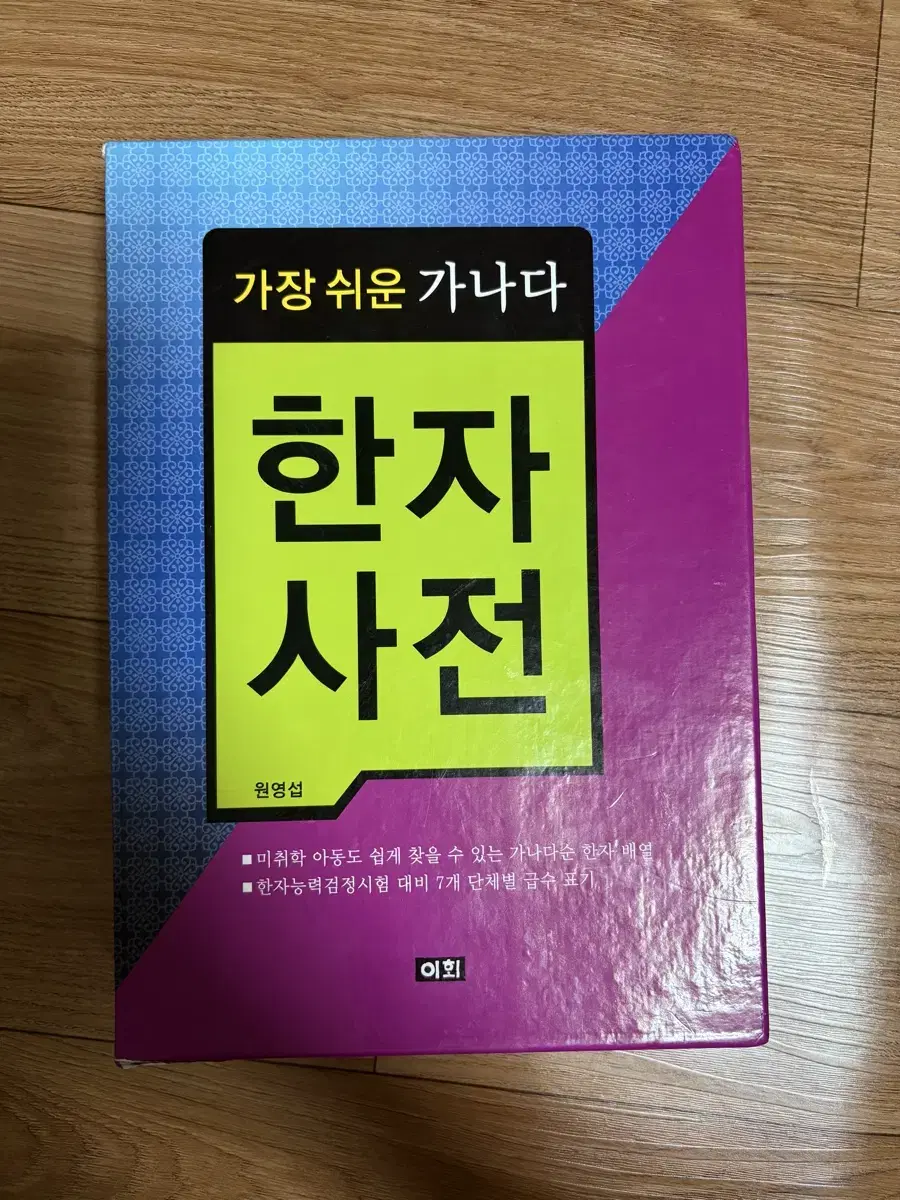 가장 쉬운 가나다
한자
사전
원영섭
■ 미취학 아동도 쉽게 찾을 수 있는 가나다순 한자 배열
■ 한자능력검정시험 대비 7개 단체별 급수 표기
이회